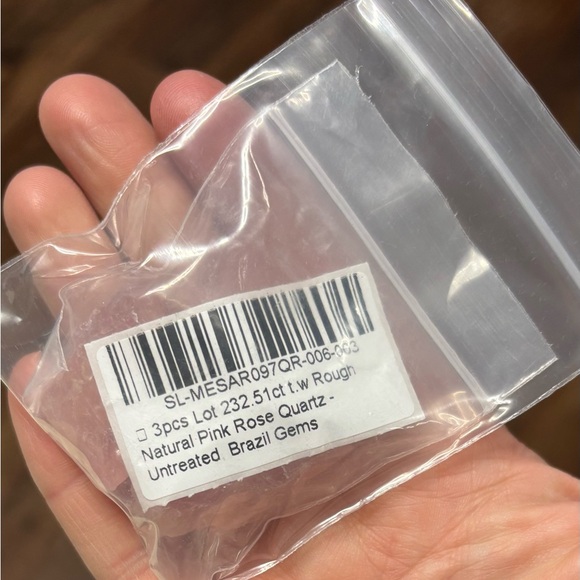 SL-MESAR097QR-006-003
☐ 3pcs Lot 232.51ct t.w Rough
Natural Pink Rose Quartz -
Untreated Brazil Gems